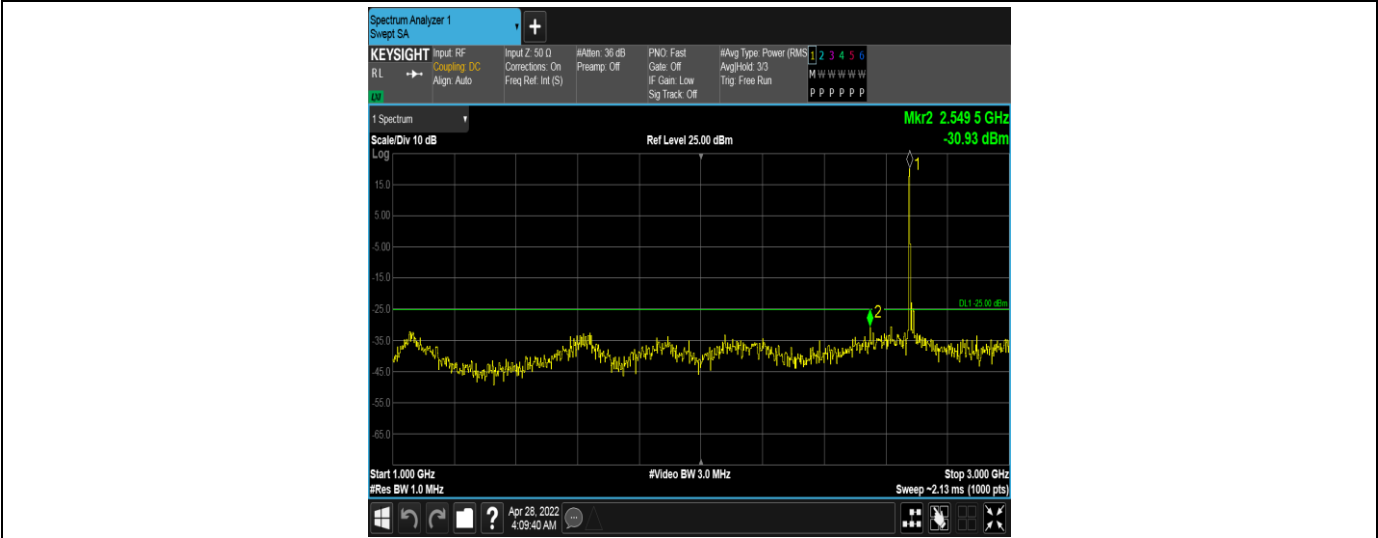 Spectrum Analyzer 1
Swept SA
+
KEYSIGHT
RL
Input: RF
Coupling: DC
Align: Auto
Input Z: 50 Ω
Corrections: On
Freq Ref: Int (S)
#Atten: 36 dB
Preamp: Off
PNO: Fast
Gate: Off
IF Gain: Low
Sig Track: Off
#Avg Type: Power (RMS
Avg|Hold: 3/3
Trig: Free Run
1 2 3 4 5 6
M W W W W W
P P P P P P
1 Spectrum
Mkr2 2.549 5 GHz
Scale/Div 10 dB
Ref Level 25.00 dBm
-30.93 dBm
Log
1
15.0
5.00
-5.00
-15.0
-25.0
DL1 -25.00 dBm
2
-35.0
-45.0
-55.0
-65.0
Start 1.000 GHz
#Video BW 3.0 MHz
Stop 3.000 GHz
#Res BW 1.0 MHz
Sweep ~2.13 ms (1000 pts)
?
Apr 28, 2022
4:09:40 AM